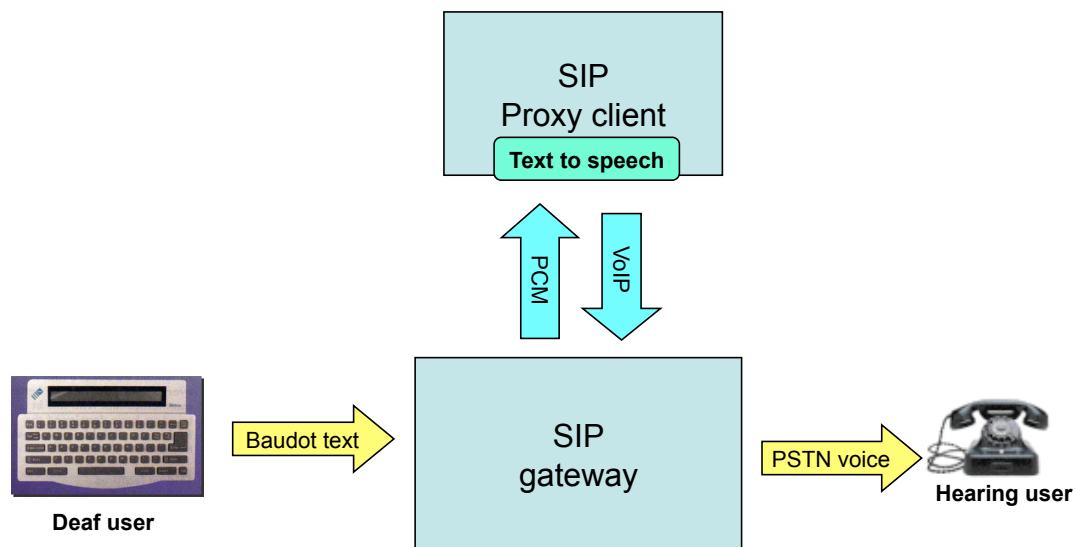 SIP
Proxy client
Text to speech
PCM
VoIP
Baudot text
SIP
gateway
PSTN voice
Deaf user
Hearing user